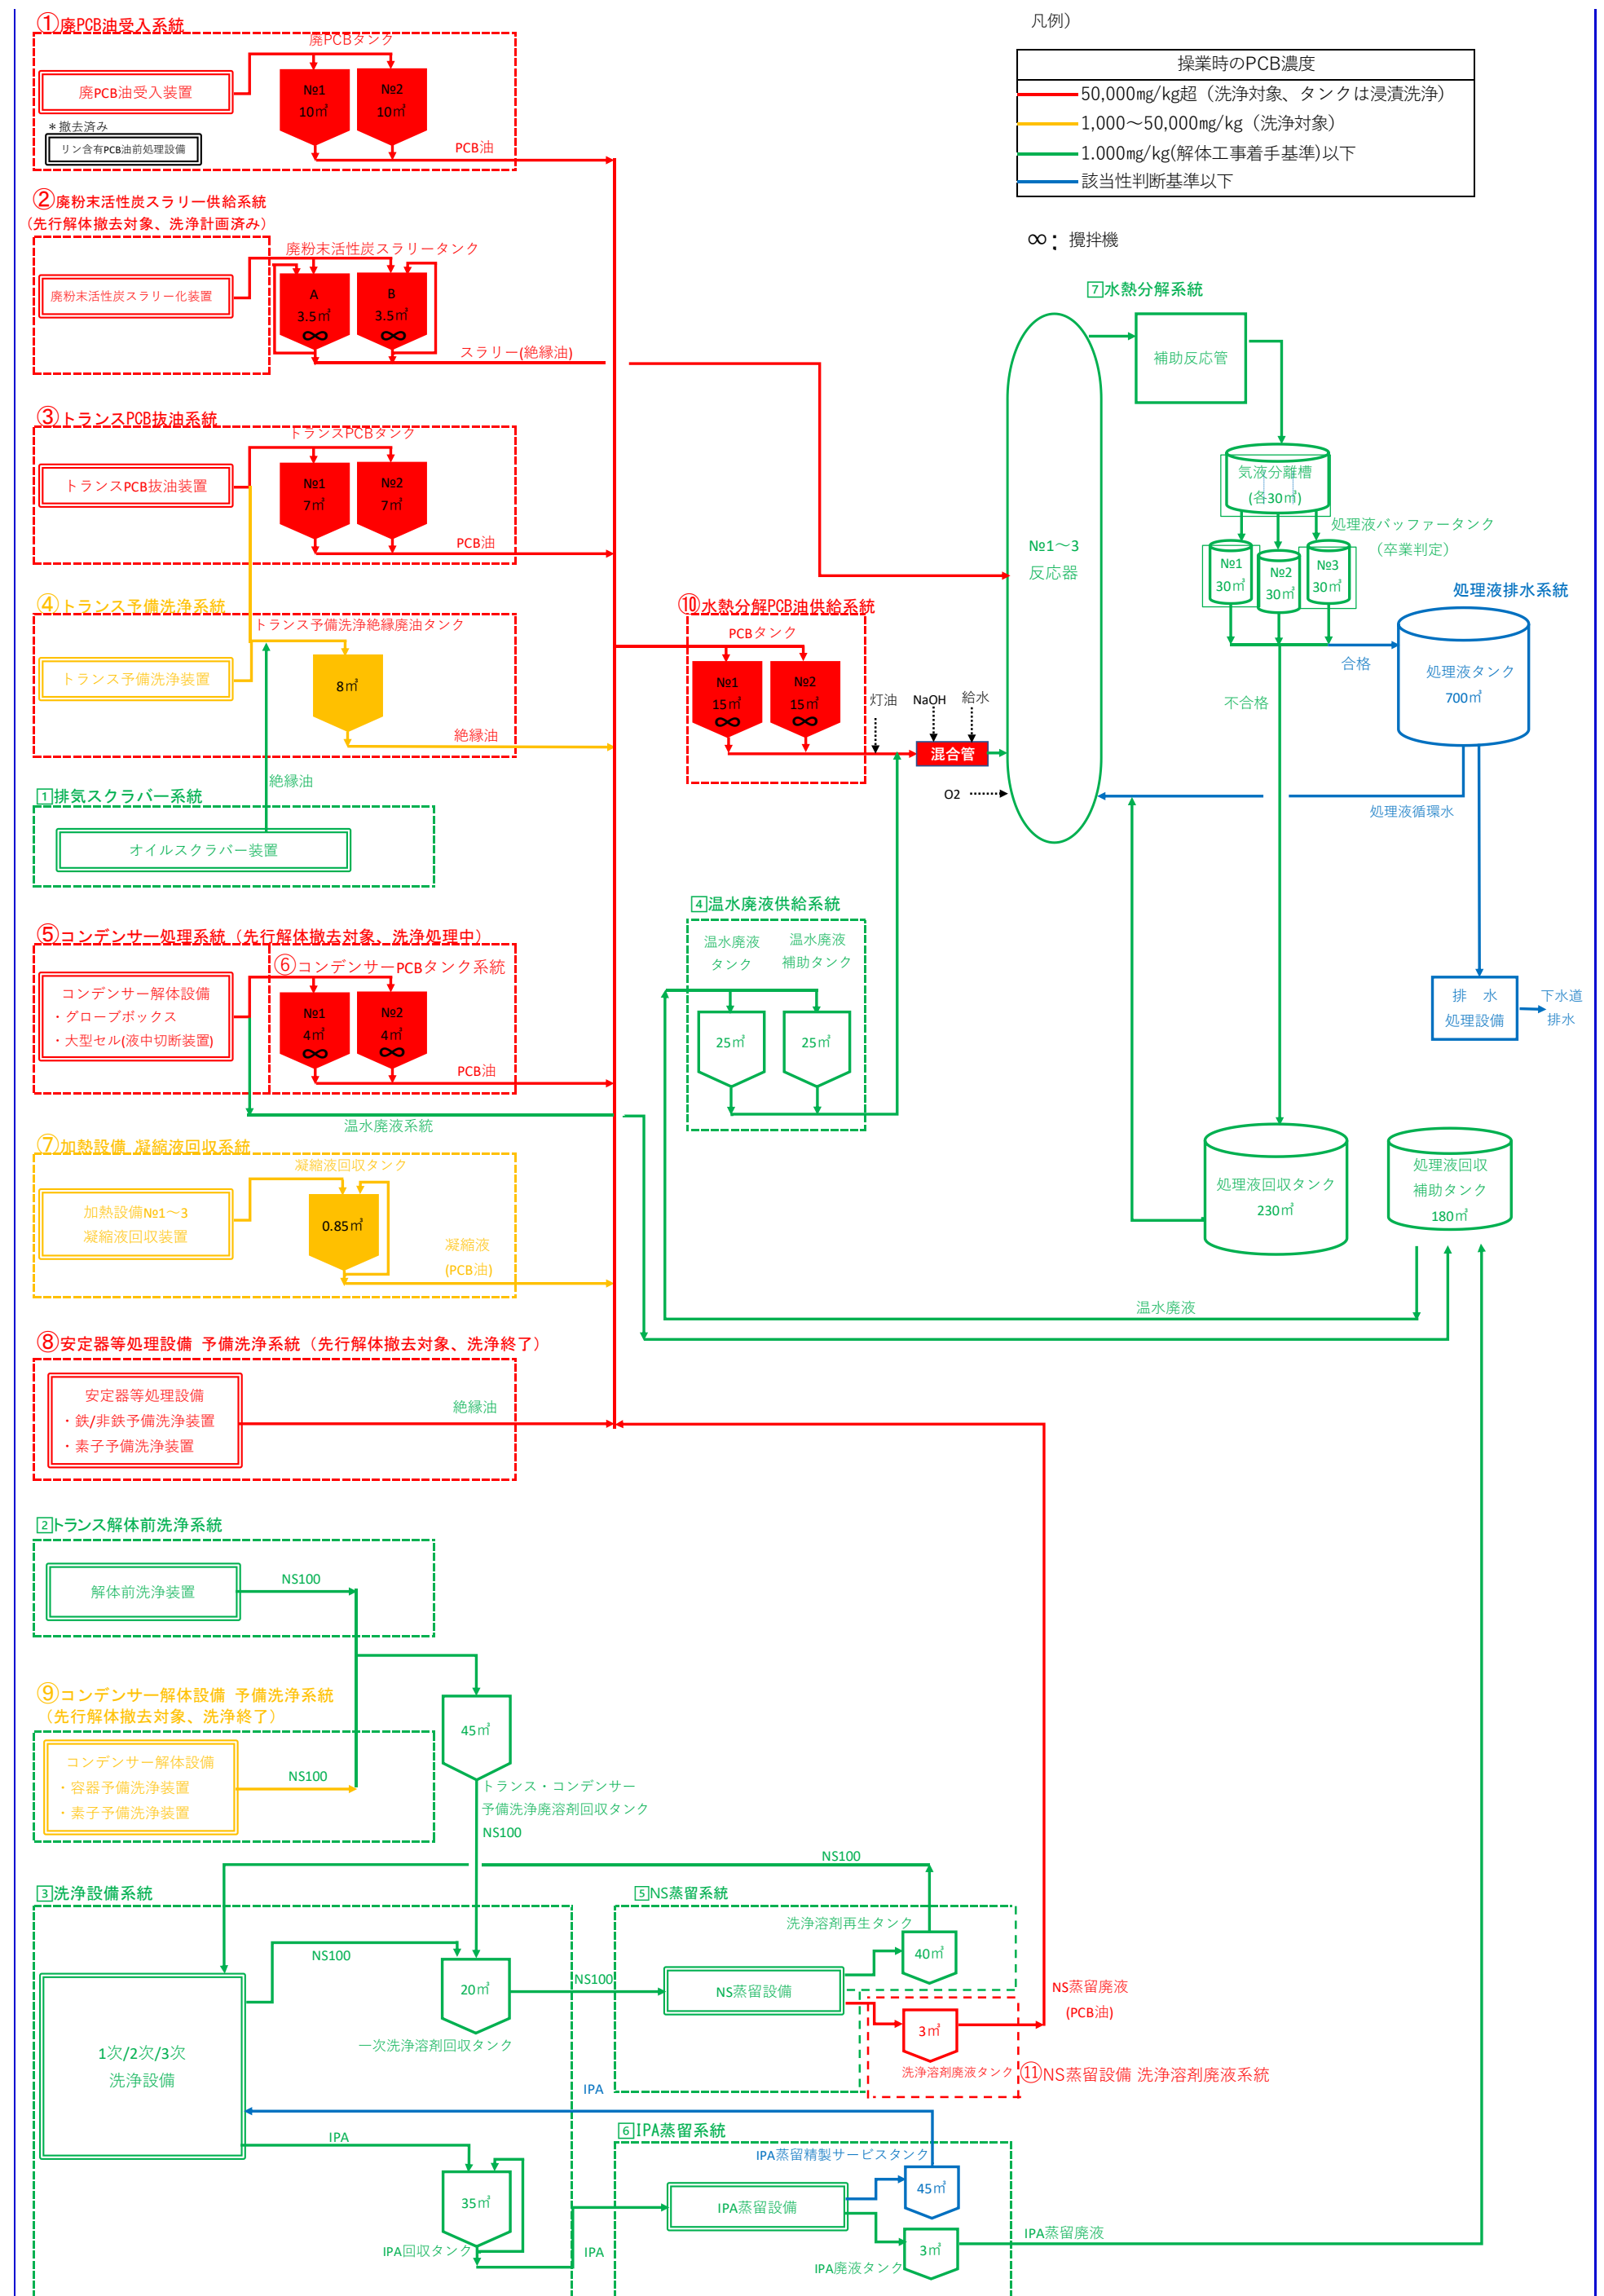 ①廃PCB油受入系統
廃PCBタンク
廃PCB油受入装置
№1
10㎥
№2
10㎥
＊撤去済み
リン含有PCB油前処理設備
PCB油
凡例）
操業時のPCB濃度
50,000mg/kg超（洗浄対象、タンクは浸漬洗浄）
1,000～50,000mg/kg（洗浄対象）
1.000mg/kg(解体工事着手基準)以下
該当性判断基準以下
∞：攪拌機
②廃粉末活性炭スラリー供給系統
(先行解体撤去対象、洗浄計画済み)
廃粉末活性炭スラリータンク
廃粉末活性炭スラリー化装置
A
3.5㎥
∞
B
3.5㎥
∞
スラリー(絶縁油)
③トランスPCB抜油系統
トランスPCBタンク
トランスPCB抜油装置
№1
7㎥
№2
7㎥
PCB油
④トランス予備洗浄系統
トランス予備洗浄絶縁廃油タンク
トランス予備洗浄装置
8㎥
絶縁油
絶縁油
1排気スクラバー系統
オイルスクラバー装置
⑤コンデンサー処理系統（先行解体撤去対象、洗浄処理中）
⑥コンデンサーPCBタンク系統
コンデンサー解体設備
・グローブボックス
・大型セル(液中切断装置)
№1
4㎥
∞
№2
4㎥
∞
PCB油
温水廃液系統
⑦加熱設備 凝縮液回収系統
凝縮液回収タンク
加熱設備№1～3
凝縮液回収装置
0.85㎥
凝縮液
(PCB油)
⑧安定器等処理設備 予備洗浄系統（先行解体撤去対象、洗浄終了）
安定器等処理設備
・鉄/非鉄予備洗浄装置
・素子予備洗浄装置
絶縁油
7水熱分解系統
補助反応管
№1～3
反応器
気液分離槽
(各30㎥)
処理液バッファータンク
（卒業判定）
№1
30㎥
№2
30㎥
№3
30㎥
処理液排水系統
処理液タンク
700㎥
合格
不合格
処理液循環水
⑩水熱分解PCB油供給系統
PCBタンク
№1
15㎥
∞
№2
15㎥
∞
灯油
NaOH
給水
混合管
O2
4温水廃液供給系統
温水廃液
タンク
温水廃液
補助タンク
25㎥
25㎥
排　水
処理設備
下水道
排水
処理液回収タンク
230㎥
処理液回収
補助タンク
180㎥
温水廃液
2トランス解体前洗浄系統
解体前洗浄装置
NS100
⑨コンデンサー解体設備 予備洗浄系統
（先行解体撤去対象、洗浄終了）
コンデンサー解体設備
・容器予備洗浄装置
・素子予備洗浄装置
NS100
45㎥
トランス・コンデンサー
予備洗浄廃溶剤回収タンク
NS100
NS100
3洗浄設備系統
1次/2次/3次
洗浄設備
NS100
20㎥
一次洗浄溶剤回収タンク
NS100
5NS蒸留系統
洗浄溶剤再生タンク
40㎥
NS蒸留設備
3㎥
洗浄溶剤廃液タンク
NS蒸留廃液
(PCB油)
⑪NS蒸留設備 洗浄溶剤廃液系統
IPA
IPA
35㎥
IPA回収タンク
IPA
6IPA蒸留系統
IPA蒸留精製サービスタンク
45㎥
IPA蒸留設備
3㎥
IPA廃液タンク
IPA蒸留廃液